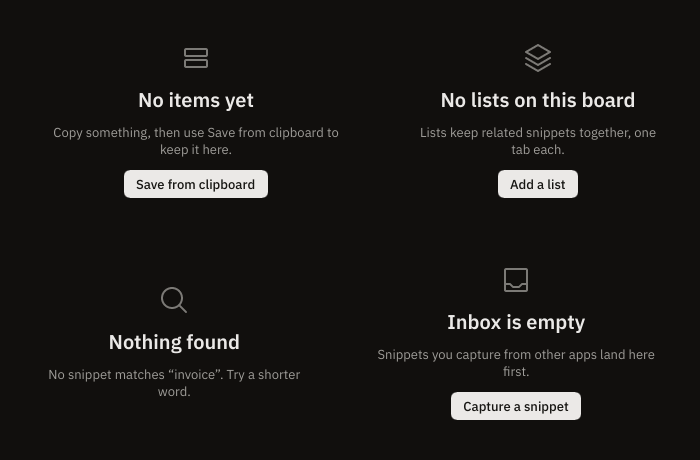 No items yet
Copy something, then use Save from clipboard to
keep it here.
Save from clipboard
No lists on this board
Lists keep related snippets together, one
tab each.
Add a list
Nothing found
No snippet matches “invoice”. Try a shorter
word.
Inbox is empty
Snippets you capture from other apps land here
first.
Capture a snippet